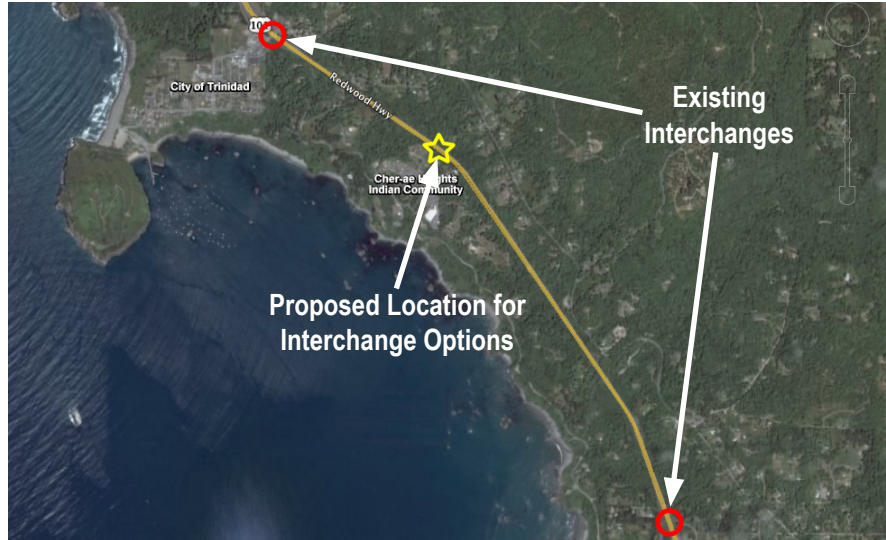 101
City of Trinidad
Redwood Hwy
Existing
Interchanges
Cher-ae Heights
Indian Community
Proposed Location for
Interchange Options